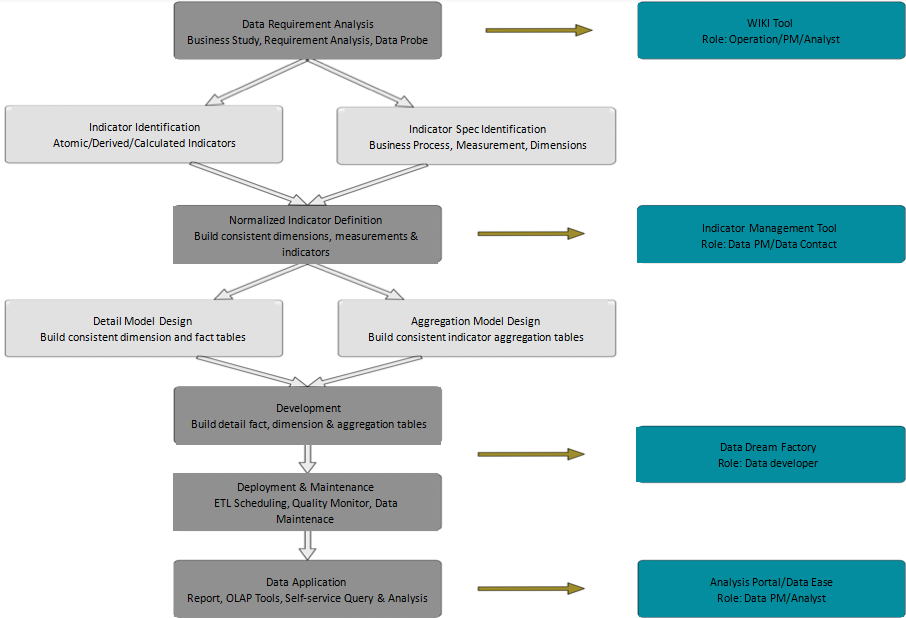 Data Requirement Analysis
Business Study, Requirement Analysis, Data Probe
WIKI Tool
Role: Operation/PM/Analyst
Indicator Identification
Atomic/Derived/Calculated Indicators
Indicator Spec Identification
Business Process, Measurement, Dimensions
Normalized Indicator Definition
Build consistent dimensions, measurements &
indicators
Indicator Management Tool
Role: Data PM/Data Contact
Detail Model Design
Build consistent dimension and fact tables
Aggregation Model Design
Build consistent indicator aggregation tables
Development
Build detail fact, dimension & aggregation tables
Data Dream Factory
Role: Data developer
Deployment & Maintenance
ETL Scheduling, Quality Monitor, Data
Maintenace
Data Application
Report, OLAP Tools, Self-service Query & Analysis
Analysis Portal/Data Ease
Role: Data PM/Analyst